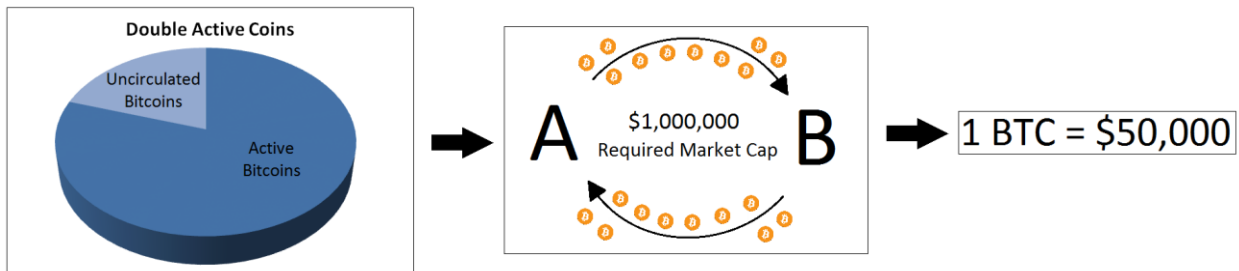 Double Active Coins
Uncirculated
Bitcoins
Active
Bitcoins
A
$1,000,000
Required Market Cap
B
1 BTC = $50,000